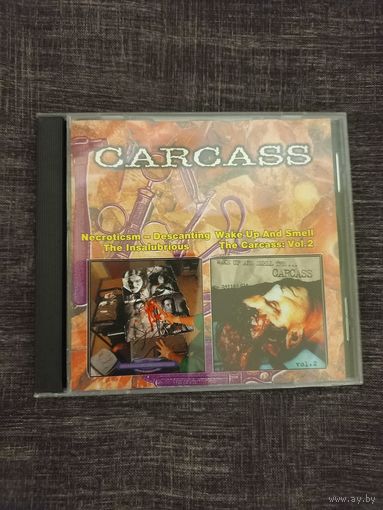 CARCASS
Necroticsm - Descanting
The Insalubrious
Wake Up And Smell
The Carcass: Vol.2
WAKE UP AND SMELL THE...
CARCASS
vol.2
www.ay.by